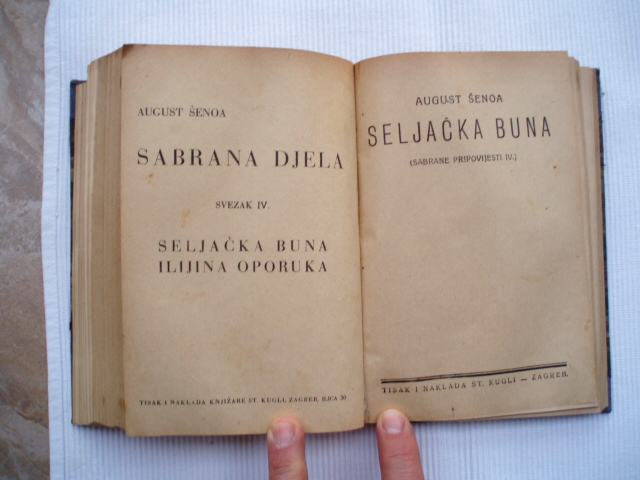 AUGUST ŠENOA
SABRANA DJELA
SVEZAK IV.
SELJAČKA BUNA
ILIJINA OPORUKA
TISAK I NAKLADA KNJIŽARE ST. KUGLI, ZAGREB, ILICA 30
AUGUST ŠENOA
SELJAČKA BUNA
(SABRANE PRIPOVIJESTI IV.)
TISAK I NAKLADA ST. KUGLI — ZAGREB.